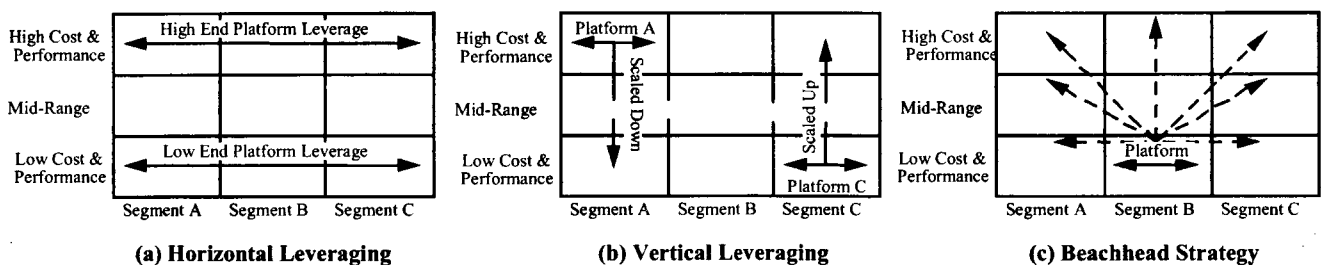 High Cost &
Performance
Mid-Range
Low Cost &
Performance
High End Platform Leverage
Low End Platform Leverage
Segment A
Segment B
Segment C
(a) Horizontal Leveraging
High Cost &
Performance
Mid-Range
Low Cost &
Performance
Platform A
Scaled Down
Scaled Up
Platform C
Segment A
Segment B
Segment C
(b) Vertical Leveraging
High Cost &
Performance
Mid-Range
Low Cost &
Performance
Platform
Segment A
Segment B
Segment C
(c) Beachhead Strategy